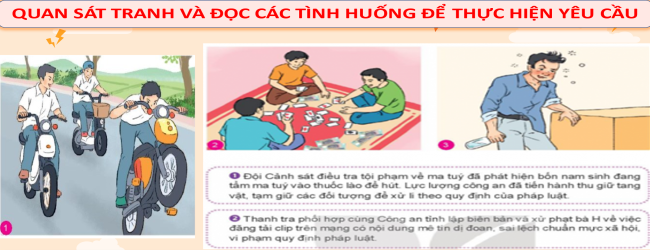 QUAN SÁT TRANH VÀ ĐỌC CÁC TÌNH HUỐNG ĐỂ THỰC HIỆN YÊU CẦU
1
2
3
1 Đội Cảnh sát điều tra tội phạm về ma tuý đã phát hiện bốn nam sinh đang
tẩm ma tuý vào thuốc lào để hút. Lực lượng công an đã tiến hành thu giữ tang
vật, tạm giữ các đối tượng để xử lí theo quy định của pháp luật.
2 Thanh tra phối hợp cùng Công an tỉnh lập biên bản và xử phạt bà H về việc
đăng tải clip trên mạng có nội dung mê tín dị đoan, sai lệch chuẩn mực xã hội,
vi phạm quy định pháp luật.